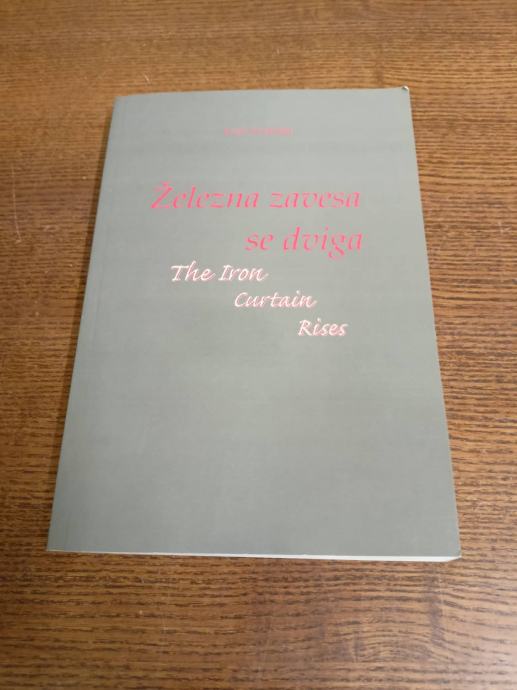 Železna zavesa
se dviga
The Iron
Curtain
Rises